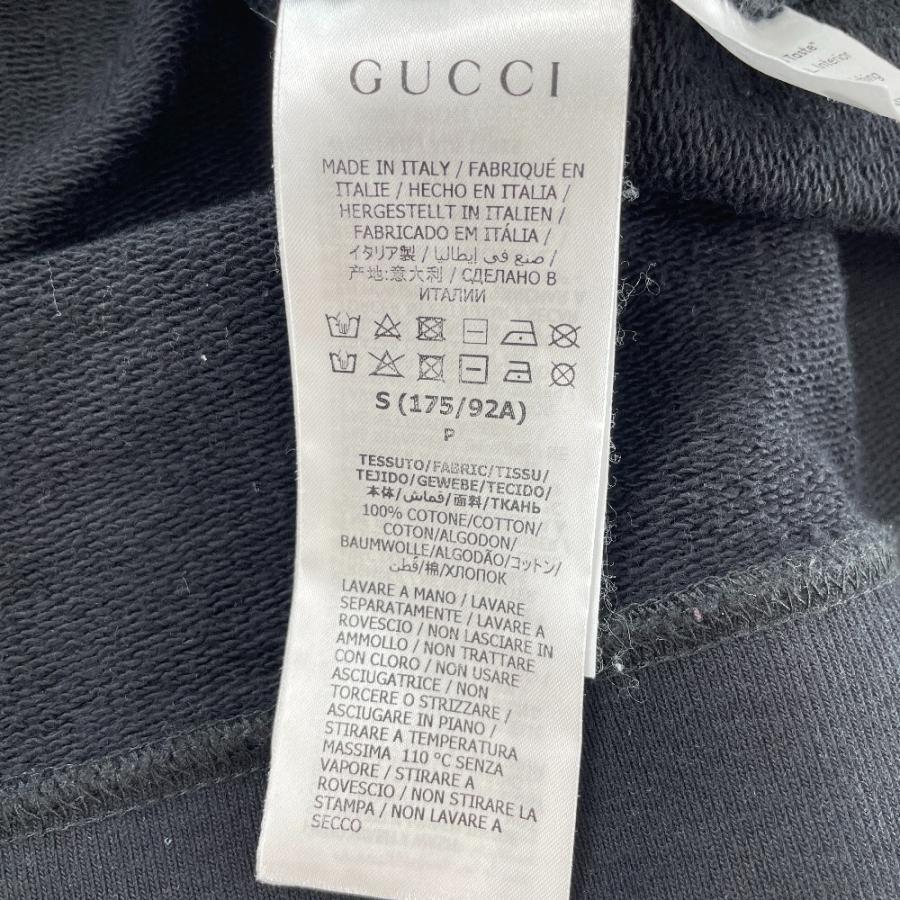 GUCCI
MADE IN ITALY / FABRIQUÉ EN
ITALIE / HECHO EN ITALIA /
HERGESTELLT IN ITALIEN /
FABRICADO EM ITÁLIA /
イタリア製 / صنع في إيطاليا /
产地:意大利 / СДЕЛАНО В
ИТАЛИИ
S (175/92A)
P
TESSUTO/FABRIC/TISSU/
TEJIDO/GEWEBE/TECIDO/
本体/قماش/面料/ТКАНЬ
100% COTONE/COTTON/
COTON/ALGODON/
BAUMWOLLE/ALGODÃO/コットン/
قُطن/棉/ХЛОПОК
LAVARE A MANO / LAVARE
SEPARATAMENTE / LAVARE A
ROVESCIO / NON LASCIARE IN
AMMOLLO / NON TRATTARE
CON CLORO / NON USARE
ASCIUGATRICE / NON
TORCERE O STRIZZARE /
ASCIUGARE IN PIANO /
STIRARE A TEMPERATURA
MASSIMA 110 °C SENZA
VAPORE / STIRARE A
ROVESCIO / NON STIRARE LA
STAMPA / NON LAVARE A
SECCO
Taste"
Interior